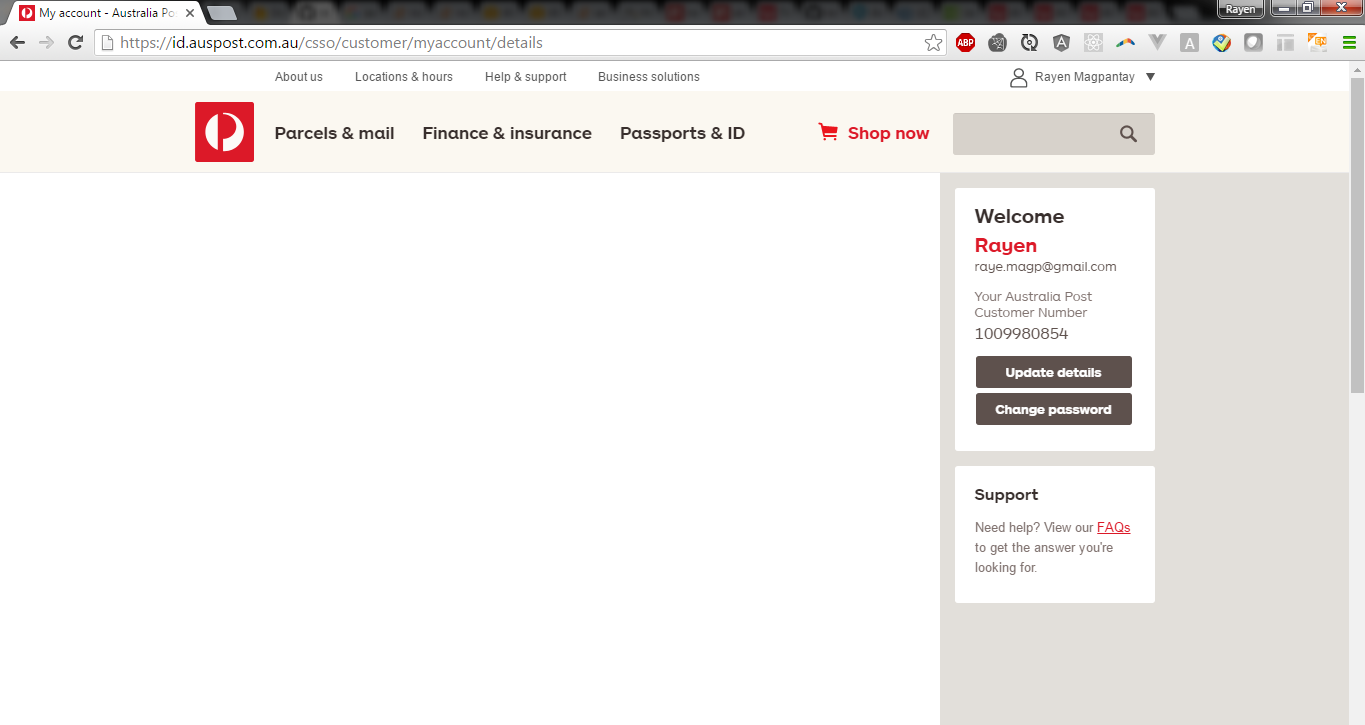 My account - Australia Po
Rayen
https://id.auspost.com.au/csso/customer/myaccount/details
ABP
A
EN
About us
Locations & hours
Help & support
Business solutions
Rayen Magpantay
Parcels & mail
Finance & insurance
Passports & ID
Shop now
Welcome
Rayen
raye.magp@gmail.com
Your Australia Post
Customer Number
1009980854
Update details
Change password
Support
Need help? View our FAQs
to get the answer you're
looking for.